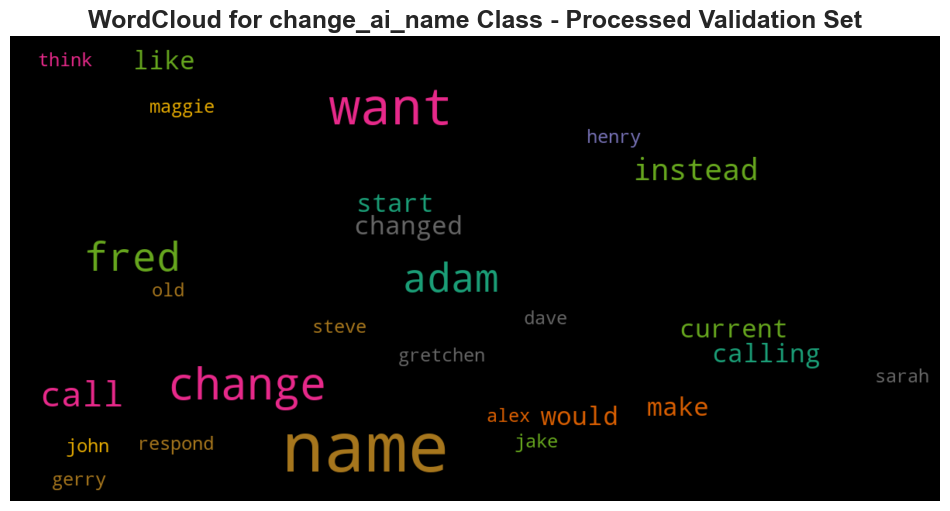 WordCloud for change_ai_name Class - Processed Validation Set
think like
maggie want
henry
instead
start
changed
fred adam
old
dave
steve current
gretchen calling
sarah
call change
alex would make
john respond name jake
gerry